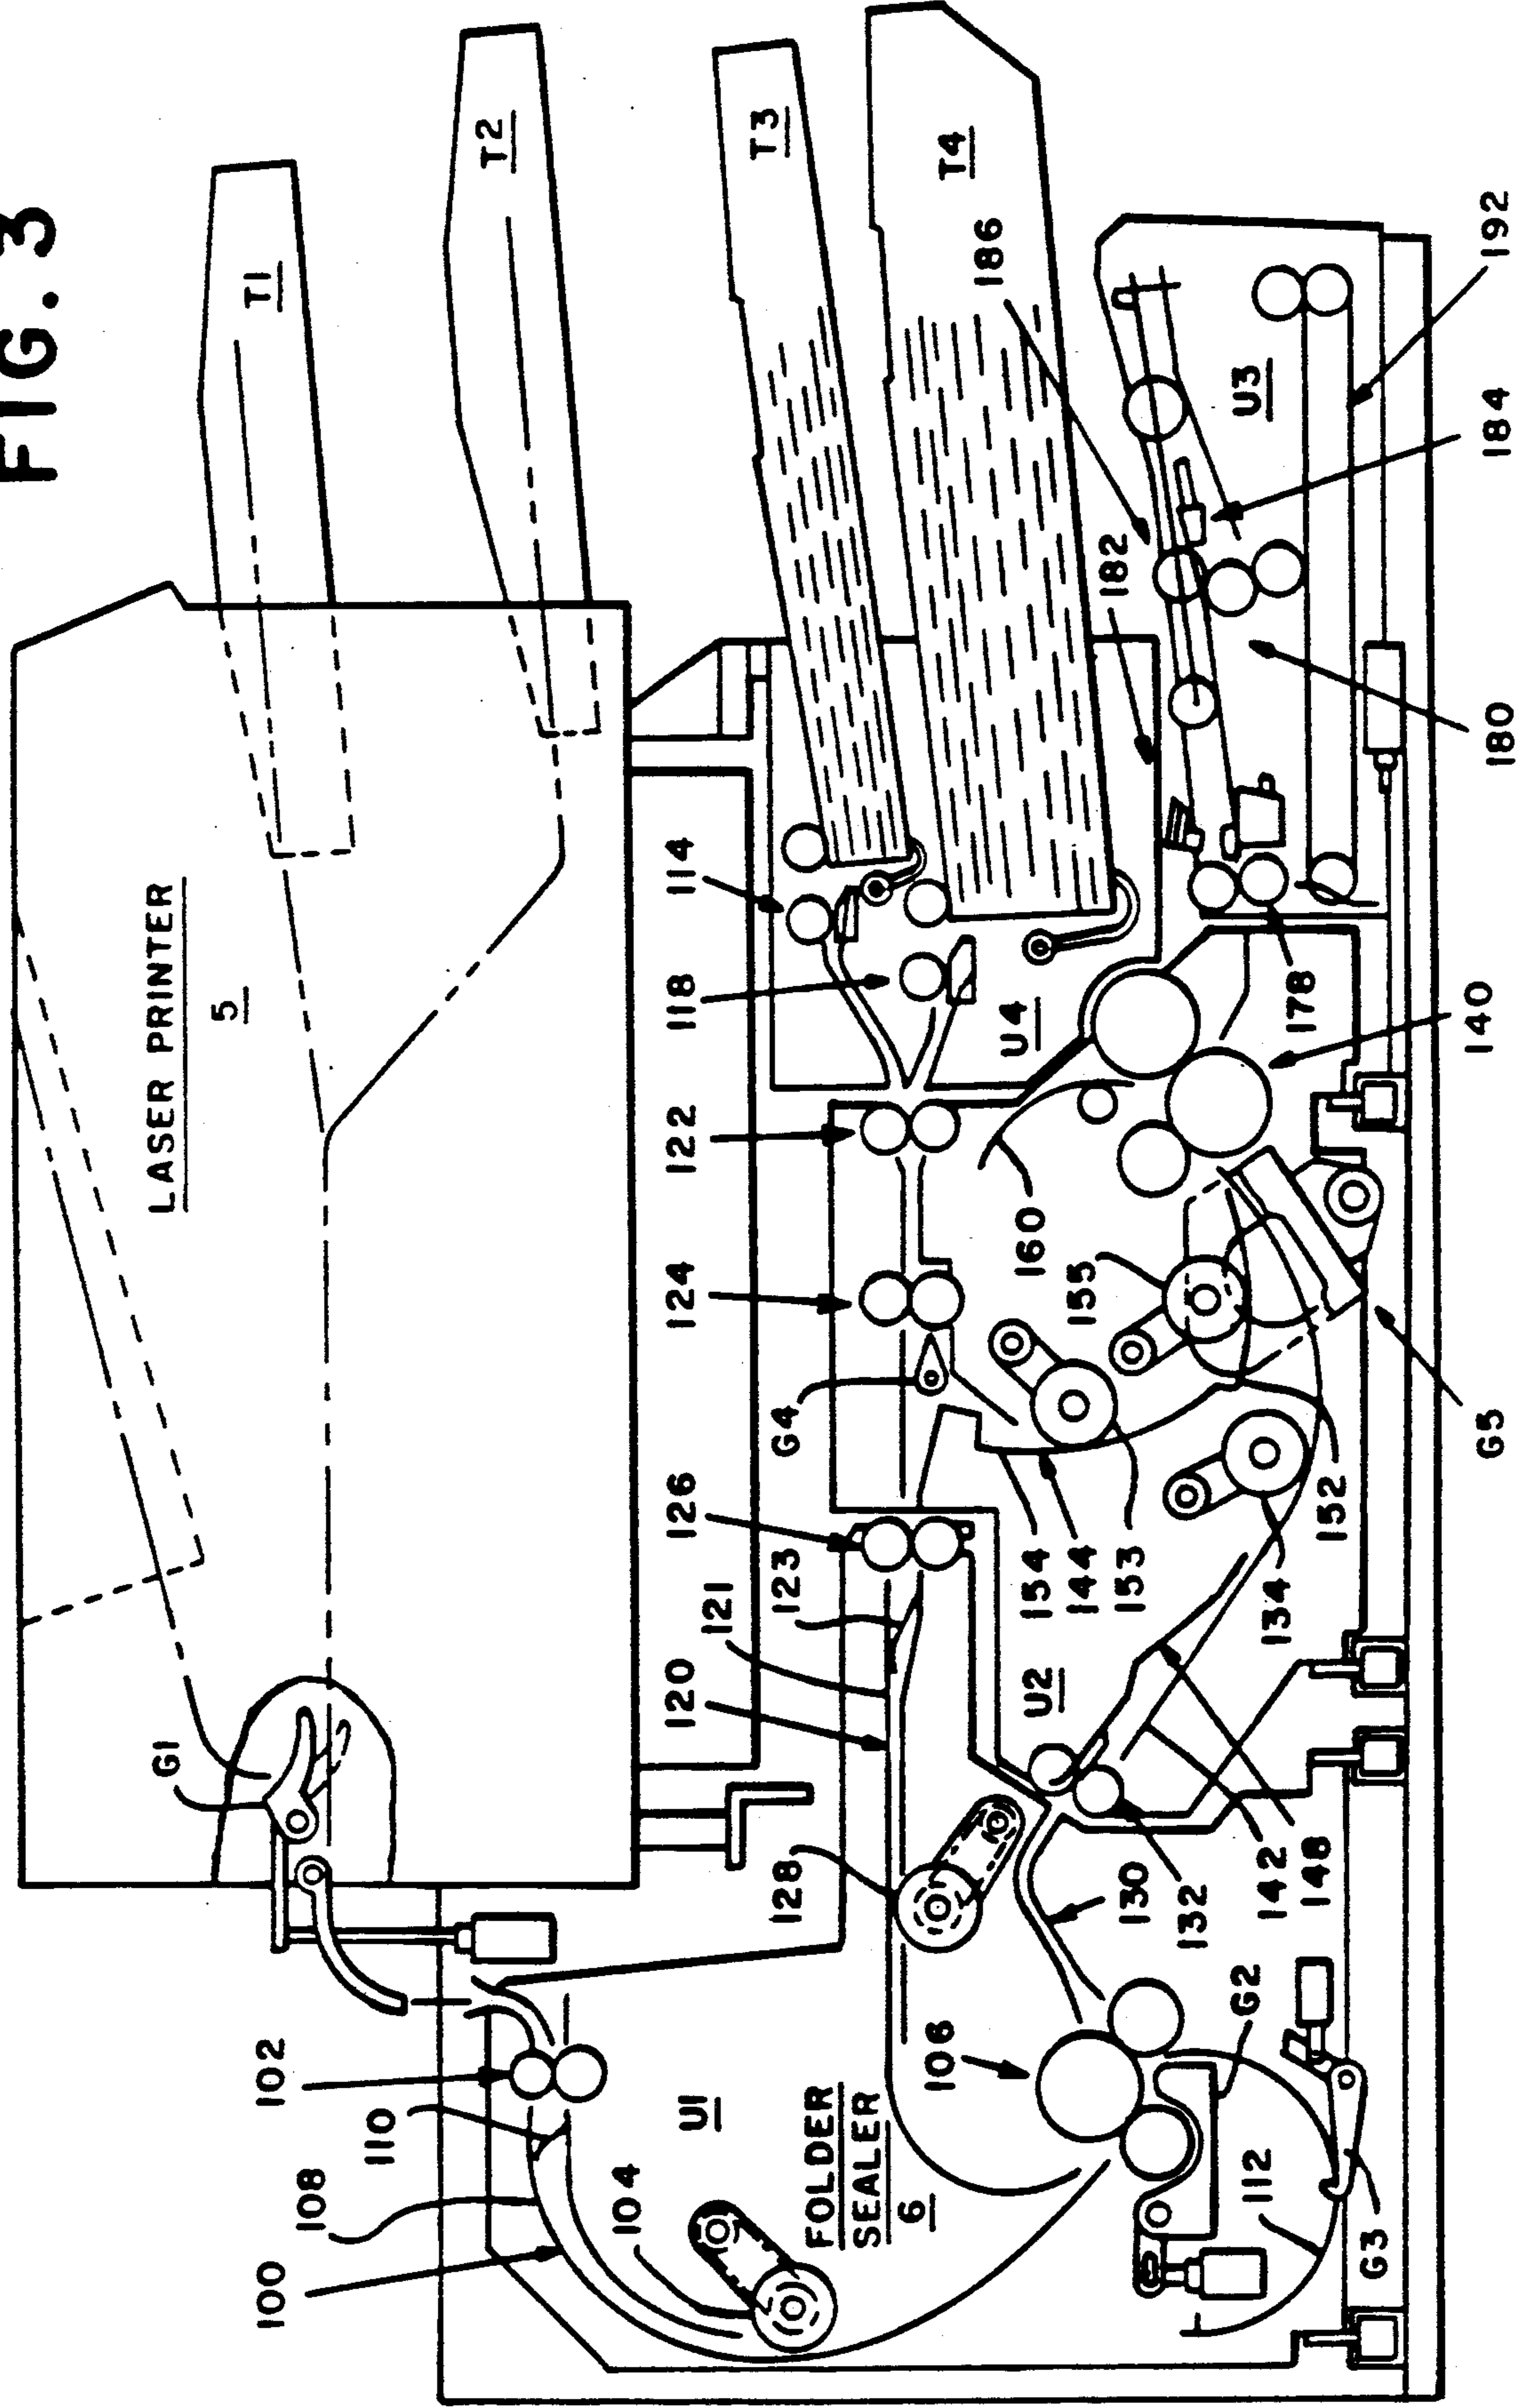 FIG. 3
LASER PRINTER
5
T1
T2
T3
T4
G1
102
110
108
100
104
U1
FOLDER
SEALER
6
106
G2
112
G3
128
130
132
142
148
120
121
123
126
U2
154
144
153
134
152
G4
124
155
160
G5
122
118
114
U4
178
140
182
186
180
184
U3
192